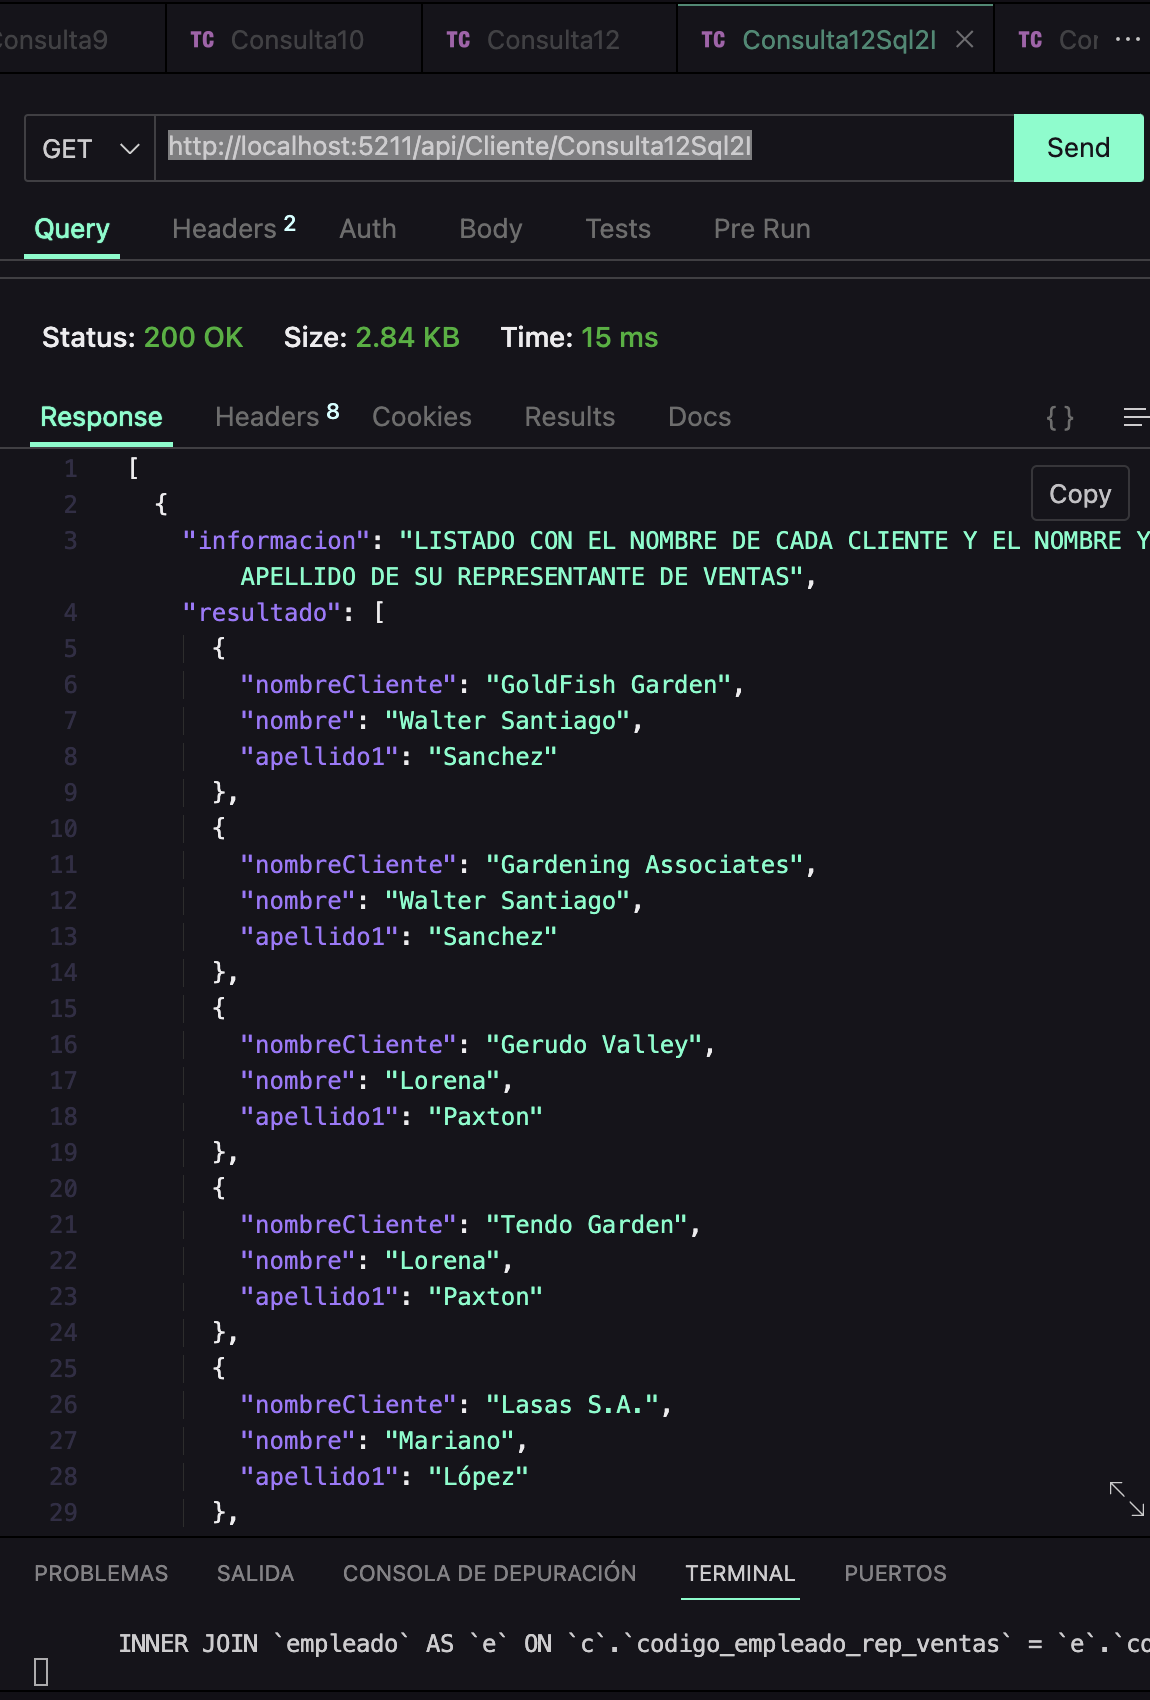 Consulta9 TC Consulta10 TC Consulta12 TC Consulta12Sql2I TC Cor ...
GET http://localhost:5211/api/Cliente/Consulta12Sql2I Send
Query Headers 2 Auth Body Tests Pre Run
Status: 200 OK Size: 2.84 KB Time: 15 ms
Response Headers 8 Cookies Results Docs { }
1 [
Copy
2 {
3 "informacion": "LISTADO CON EL NOMBRE DE CADA CLIENTE Y EL NOMBRE Y
APELLIDO DE SU REPRESENTANTE DE VENTAS",
4 "resultado": [
5 {
6 "nombreCliente": "GoldFish Garden",
7 "nombre": "Walter Santiago",
8 "apellido1": "Sanchez"
9 },
10 {
11 "nombreCliente": "Gardening Associates",
12 "nombre": "Walter Santiago",
13 "apellido1": "Sanchez"
14 },
15 {
16 "nombreCliente": "Gerudo Valley",
17 "nombre": "Lorena",
18 "apellido1": "Paxton"
19 },
20 {
21 "nombreCliente": "Tendo Garden",
22 "nombre": "Lorena",
23 "apellido1": "Paxton"
24 },
25 {
26 "nombreCliente": "Lasas S.A.",
27 "nombre": "Mariano",
28 "apellido1": "López"
29 },
PROBLEMAS SALIDA CONSOLA DE DEPURACIÓN TERMINAL PUERTOS
INNER JOIN `empleado` AS `e` ON `c`.`codigo_empleado_rep_ventas` = `e`.`co